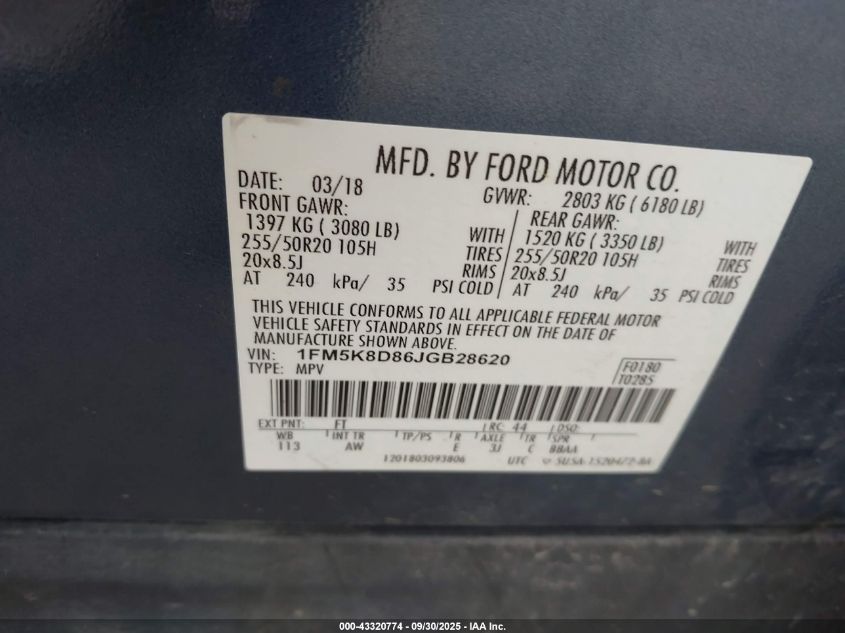 MFD. BY FORD MOTOR CO.
DATE: 03/18 GVWR: 2803 KG ( 6180 LB)
FRONT GAWR: REAR GAWR:
1397 KG ( 3080 LB) WITH 1520 KG ( 3350 LB) WITH
255/50R20 105H TIRES 255/50R20 105H TIRES
20x8.5J RIMS 20x8.5J RIMS
AT 240 kPa/ 35 PSI COLD AT 240 kPa/ 35 PSI COLD
THIS VEHICLE CONFORMS TO ALL APPLICABLE FEDERAL MOTOR
VEHICLE SAFETY STANDARDS IN EFFECT ON THE DATE OF
MANUFACTURE SHOWN ABOVE.
VIN: 1FM5K8D86JGB28620 F0180
TYPE: MPV T0285
EXT PNT: FT RC: 44 DSO:
WB INT TR TP/PS R AXLE TR SPR
113 AW E 3J C BBAA
1201803093806 UTC
000-43320774 - 09/30/2025 - IAA Inc.